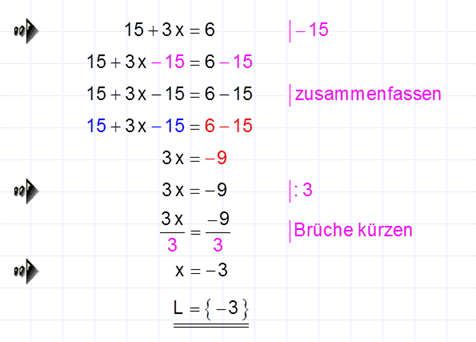 15 + 3x = 6 | − 15
15 + 3x − 15 = 6 − 15
15 + 3x − 15 = 6 − 15 | zusammenfassen
15 + 3x − 15 = 6 − 15
3x = −9
3x = −9 | : 3
3x/3 = −9/3 | Brüche kürzen
x = −3
L = { −3 }